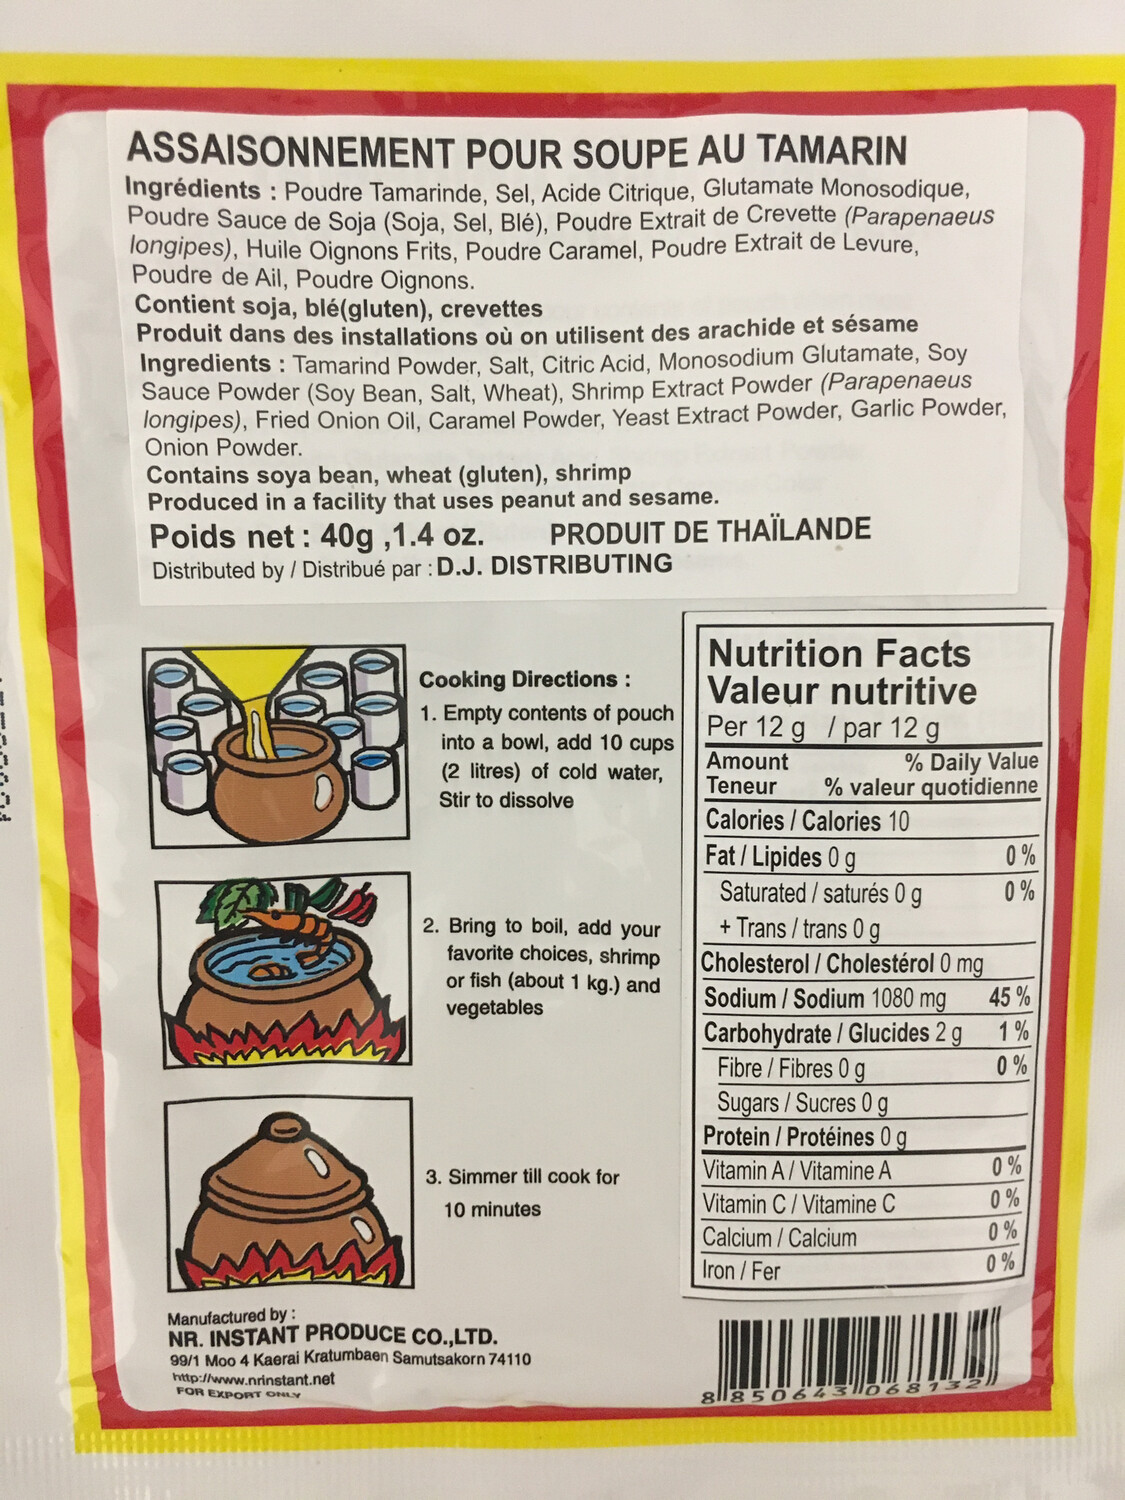 ASSAISONNEMENT POUR SOUPE AU TAMARIN
Ingrédients : Poudre Tamarinde, Sel, Acide Citrique, Glutamate Monosodique,
Poudre Sauce de Soja (Soja, Sel, Blé), Poudre Extrait de Crevette (Parapenaeus
longipes), Huile Oignons Frits, Poudre Caramel, Poudre Extrait de Levure,
Poudre de Ail, Poudre Oignons.
Contient soja, blé(gluten), crevettes
Produit dans des installations où on utilisent des arachide et sésame
Ingredients : Tamarind Powder, Salt, Citric Acid, Monosodium Glutamate, Soy
Sauce Powder (Soy Bean, Salt, Wheat), Shrimp Extract Powder (Parapenaeus
longipes), Fried Onion Oil, Caramel Powder, Yeast Extract Powder, Garlic Powder,
Onion Powder.
Contains soya bean, wheat (gluten), shrimp
Produced in a facility that uses peanut and sesame.
Poids net : 40g ,1.4 oz. PRODUIT DE THAÏLANDE
Distributed by / Distribué par : D.J. DISTRIBUTING
Cooking Directions :
1. Empty contents of pouch
into a bowl, add 10 cups
(2 litres) of cold water,
Stir to dissolve
2. Bring to boil, add your
favorite choices, shrimp
or fish (about 1 kg.) and
vegetables
3. Simmer till cook for
10 minutes
Nutrition Facts
Valeur nutritive
Per 12 g / par 12 g
Amount % Daily Value
Teneur % valeur quotidienne
Calories / Calories 10
Fat / Lipides 0 g 0 %
Saturated / saturés 0 g 0 %
+ Trans / trans 0 g
Cholesterol / Cholestérol 0 mg
Sodium / Sodium 1080 mg 45 %
Carbohydrate / Glucides 2 g 1 %
Fibre / Fibres 0 g 0 %
Sugars / Sucres 0 g
Protein / Protéines 0 g
Vitamin A / Vitamine A 0 %
Vitamin C / Vitamine C 0 %
Calcium / Calcium 0 %
Iron / Fer 0 %
Manufactured by :
NR. INSTANT PRODUCE CO.,LTD.
99/1 Moo 4 Kaerai Kratumbaen Samutsakorn 74110
http://www.nrinstant.net
FOR EXPORT ONLY
8 850643 068132